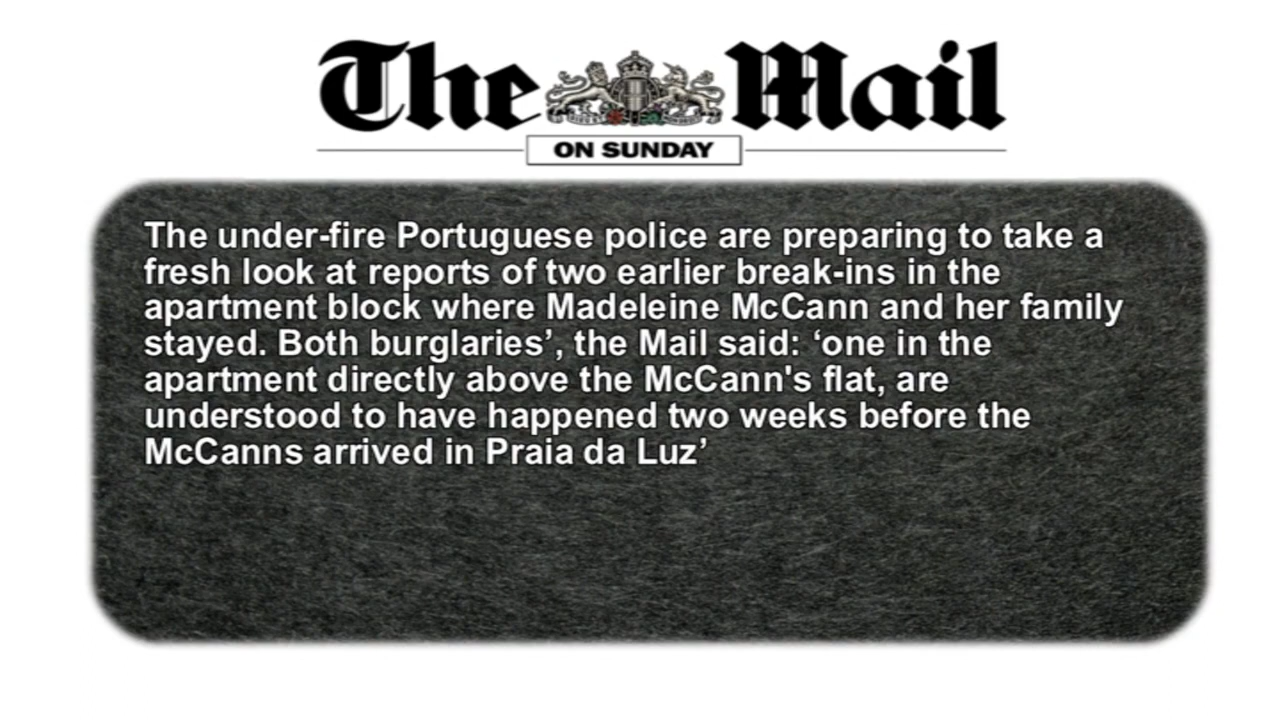 The Mail
ON SUNDAY
The under-fire Portuguese police are preparing to take a
fresh look at reports of two earlier break-ins in the
apartment block where Madeleine McCann and her family
stayed. Both burglaries’, the Mail said: ‘one in the
apartment directly above the McCann's flat, are
understood to have happened two weeks before the
McCanns arrived in Praia da Luz’